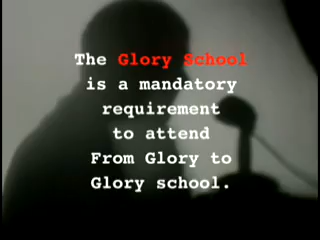 The Glory School
is a mandatory
requirement
to attend
From Glory to
Glory school.